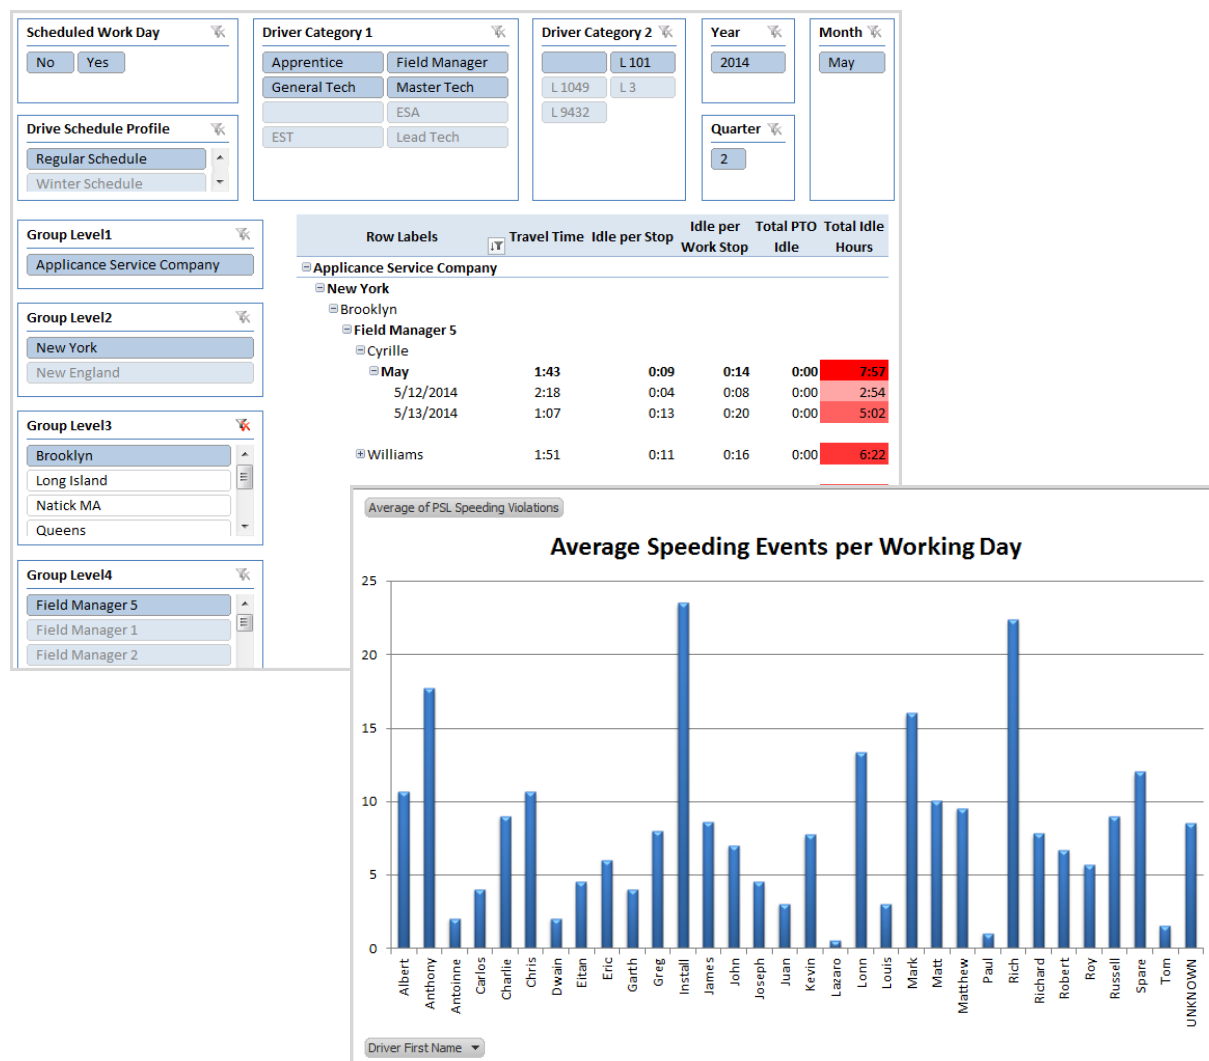 Scheduled Work Day
No Yes
Drive Schedule Profile
Regular Schedule
Winter Schedule
Driver Category 1
Apprentice Field Manager
General Tech Master Tech
ESA
EST Lead Tech
Driver Category 2
L 101
L 1049 L 3
L 9432
Year
2014
Quarter
2
Month
May
Group Level1
Applicance Service Company
Group Level2
New York
New England
Group Level3
Brooklyn
Long Island
Natick MA
Queens
Group Level4
Field Manager 5
Field Manager 1
Field Manager 2
Row Labels Travel Time Idle per Stop Idle per Work Stop Total PTO Idle Total Idle Hours
Applicance Service Company
New York
Brooklyn
Field Manager 5
Cyrille
May 1:43 0:09 0:14 0:00 7:57
5/12/2014 2:18 0:04 0:08 0:00 2:54
5/13/2014 1:07 0:13 0:20 0:00 5:02
Williams 1:51 0:11 0:16 0:00 6:22
Average of PSL Speeding Violations
Average Speeding Events per Working Day
25
20
15
10
5
0
Albert
Anthony
Antoinne
Carlos
Charlie
Chris
Dwain
Eitan
Eric
Garth
Greg
Install
James
John
Joseph
Juan
Kevin
Lazaro
Lonn
Louis
Mark
Matt
Matthew
Paul
Rich
Richard
Robert
Roy
Russell
Spare
Tom
UNKNOWN
Driver First Name